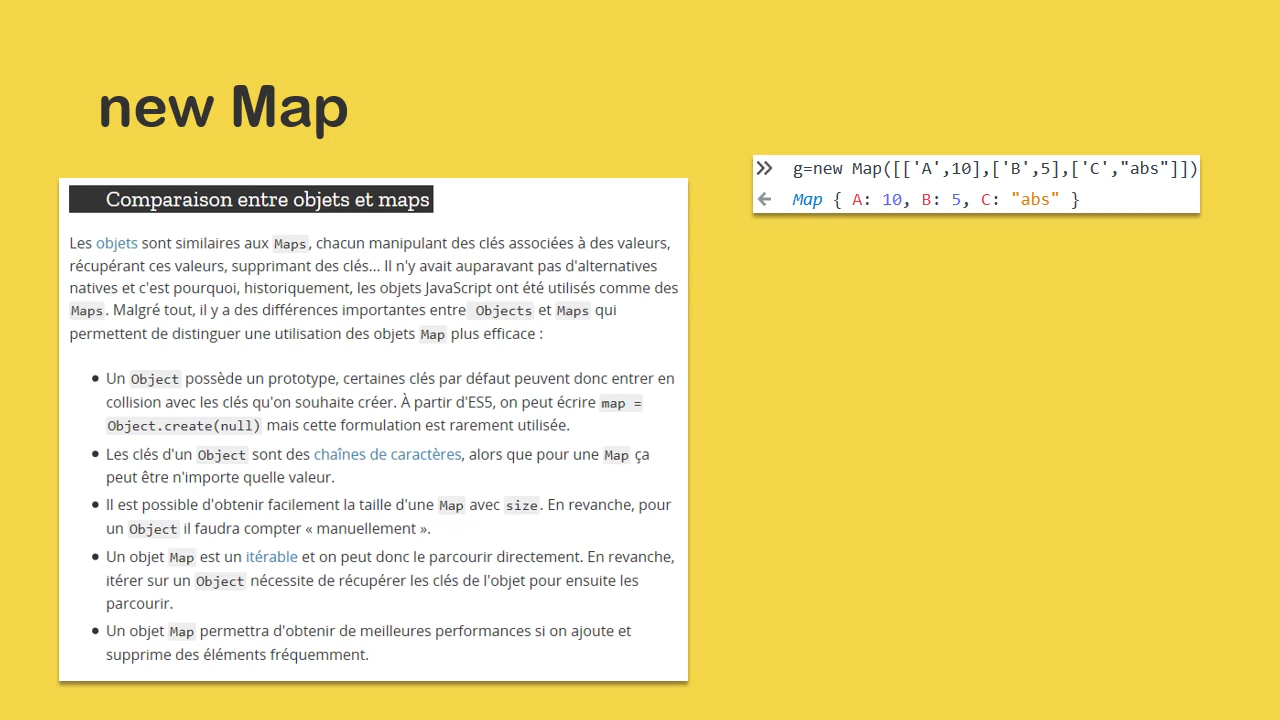 new Map
Comparaison entre objets et maps
Les objets sont similaires aux Maps, chacun manipulant des clés associées à des valeurs,
récupérant ces valeurs, supprimant des clés... Il n'y avait auparavant pas d'alternatives
natives et c'est pourquoi, historiquement, les objets JavaScript ont été utilisés comme des
Maps. Malgré tout, il y a des différences importantes entre Objects et Maps qui
permettent de distinguer une utilisation des objets Map plus efficace :
• Un Object possède un prototype, certaines clés par défaut peuvent donc entrer en
collision avec les clés qu'on souhaite créer. À partir d'ES5, on peut écrire map =
Object.create(null) mais cette formulation est rarement utilisée.
• Les clés d'un Object sont des chaînes de caractères, alors que pour une Map ça
peut être n'importe quelle valeur.
• Il est possible d'obtenir facilement la taille d'une Map avec size. En revanche, pour
un Object il faudra compter « manuellement ».
• Un objet Map est un itérable et on peut donc le parcourir directement. En revanche,
itérer sur un Object nécessite de récupérer les clés de l'objet pour ensuite les
parcourir.
• Un objet Map permettra d'obtenir de meilleures performances si on ajoute et
supprime des éléments fréquemment.
g=new Map([['A',10],['B',5],['C',"abs"]])
Map { A: 10, B: 5, C: "abs" }